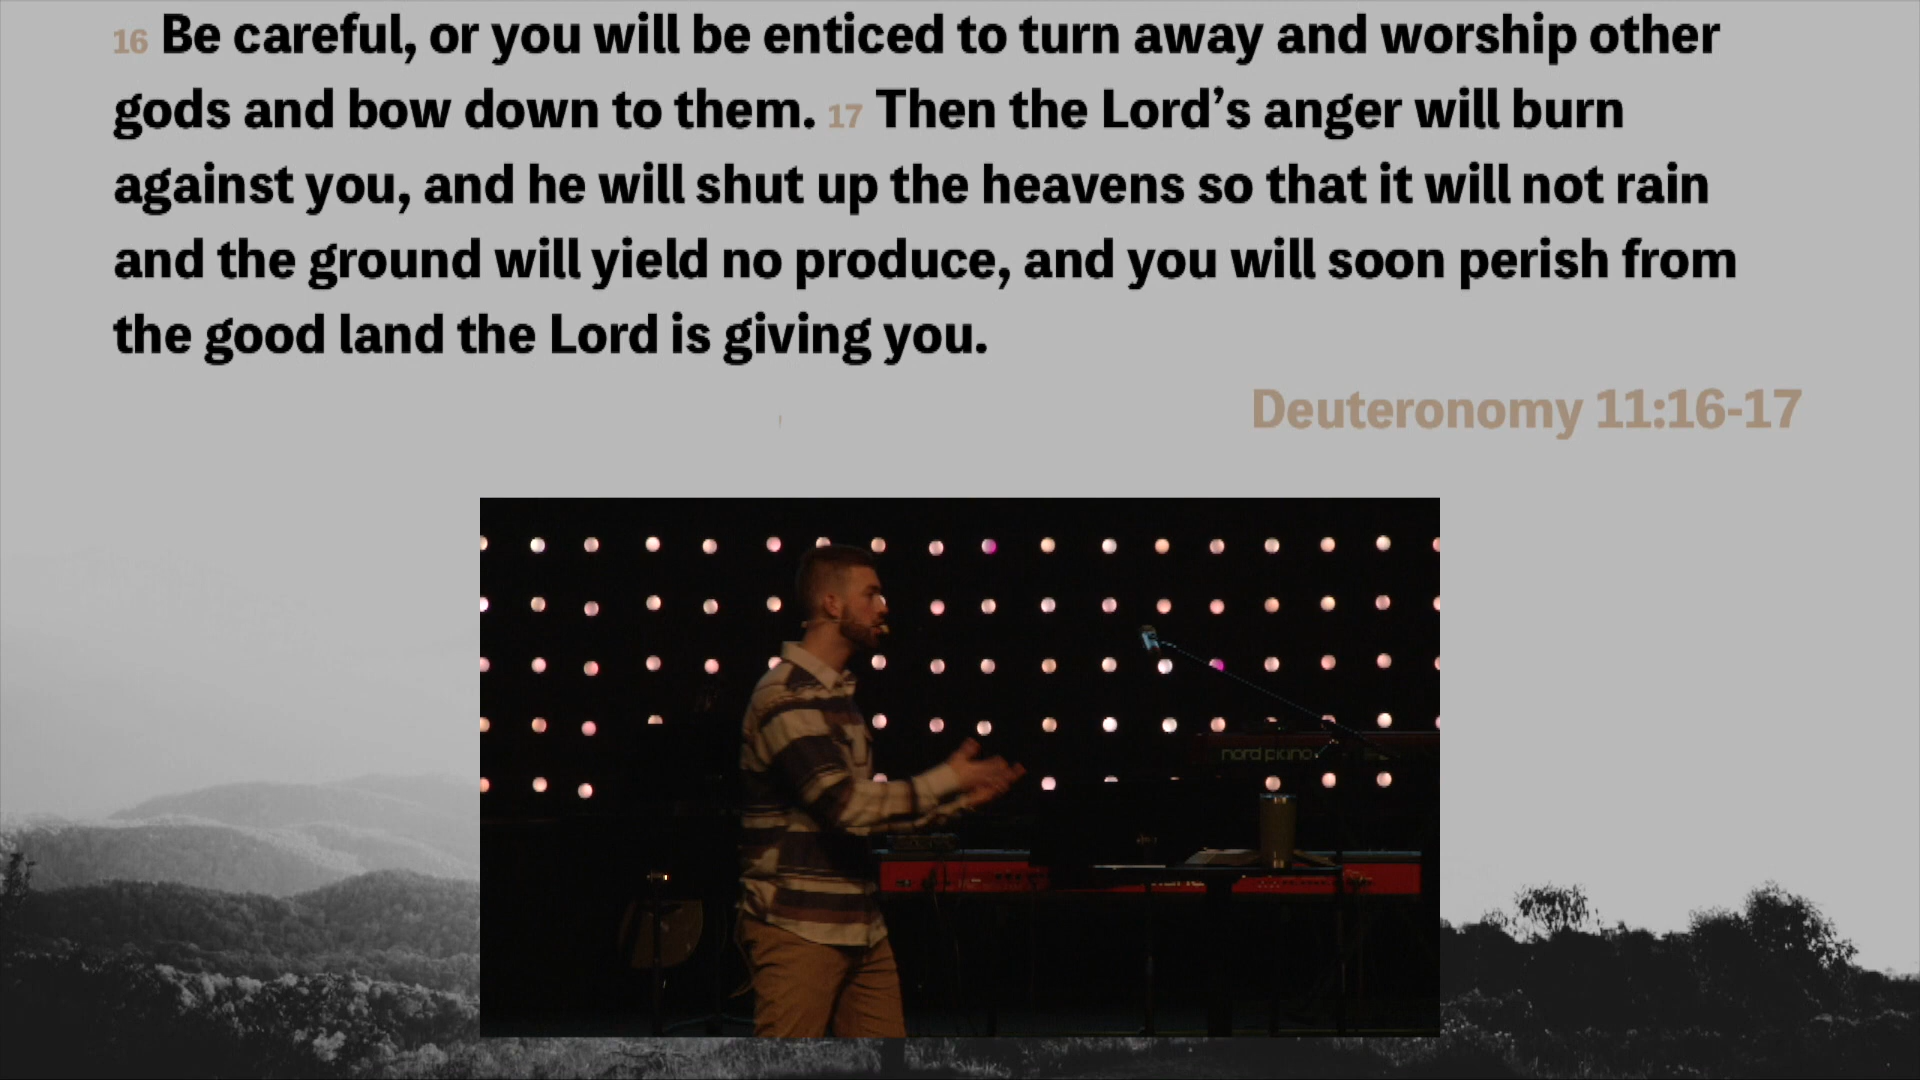 16 Be careful, or you will be enticed to turn away and worship other
gods and bow down to them. 17 Then the Lord’s anger will burn
against you, and he will shut up the heavens so that it will not rain
and the ground will yield no produce, and you will soon perish from
the good land the Lord is giving you.
Deuteronomy 11:16-17
nord piano